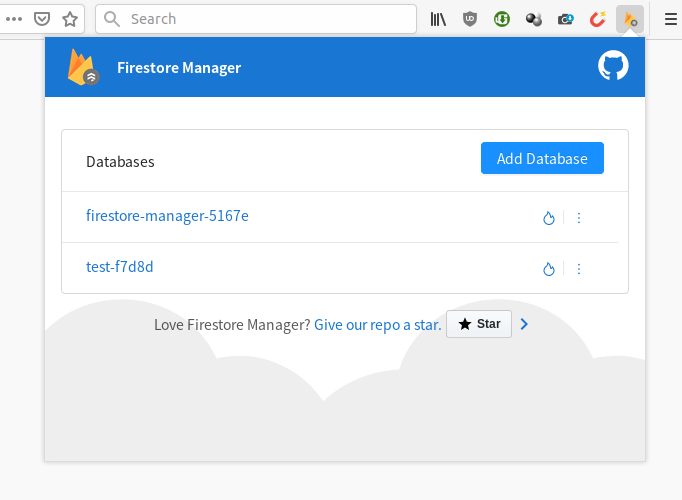 Search
Firestore Manager
Databases
Add Database
firestore-manager-5167e
test-f7d8d
Love Firestore Manager? Give our repo a star. Star